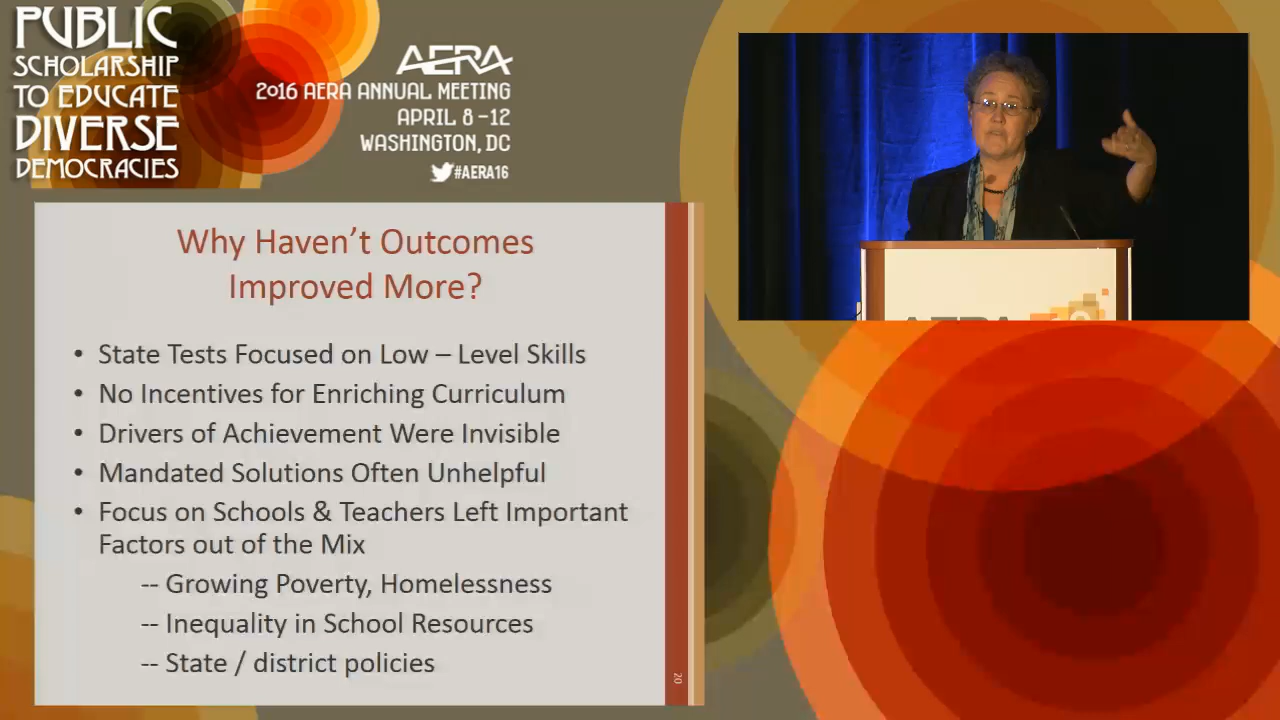 PUBLIC
SCHOLARSHIP
TO EDUCATE
DIVERSE
DEMOCRACIES
AERA
2016 AERA ANNUAL MEETING
APRIL 8-12
WASHINGTON, DC
#AERA16
Why Haven't Outcomes
Improved More?
• State Tests Focused on Low – Level Skills
• No Incentives for Enriching Curriculum
• Drivers of Achievement Were Invisible
• Mandated Solutions Often Unhelpful
• Focus on Schools & Teachers Left Important
Factors out of the Mix
-- Growing Poverty, Homelessness
-- Inequality in School Resources
-- State / district policies
20